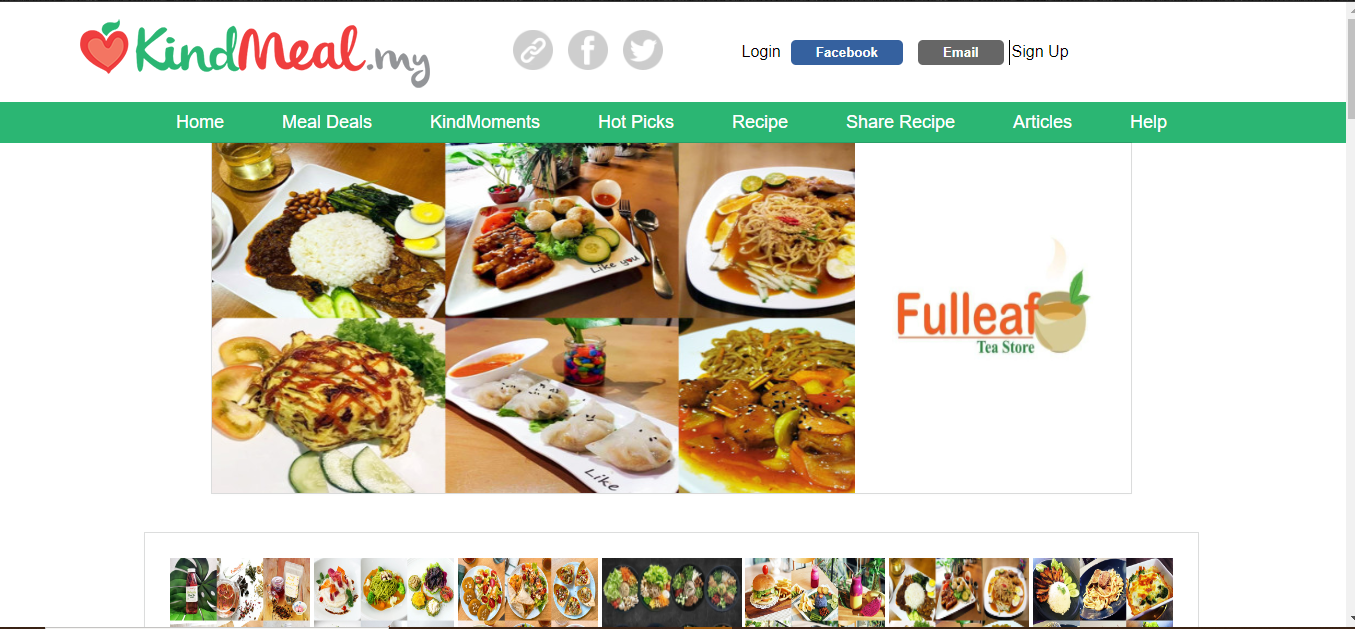 KindMeal.my
Login Facebook Email Sign Up
Home Meal Deals KindMoments Hot Picks Recipe Share Recipe Articles Help
Like you
Fulleaf
Tea Store
Like